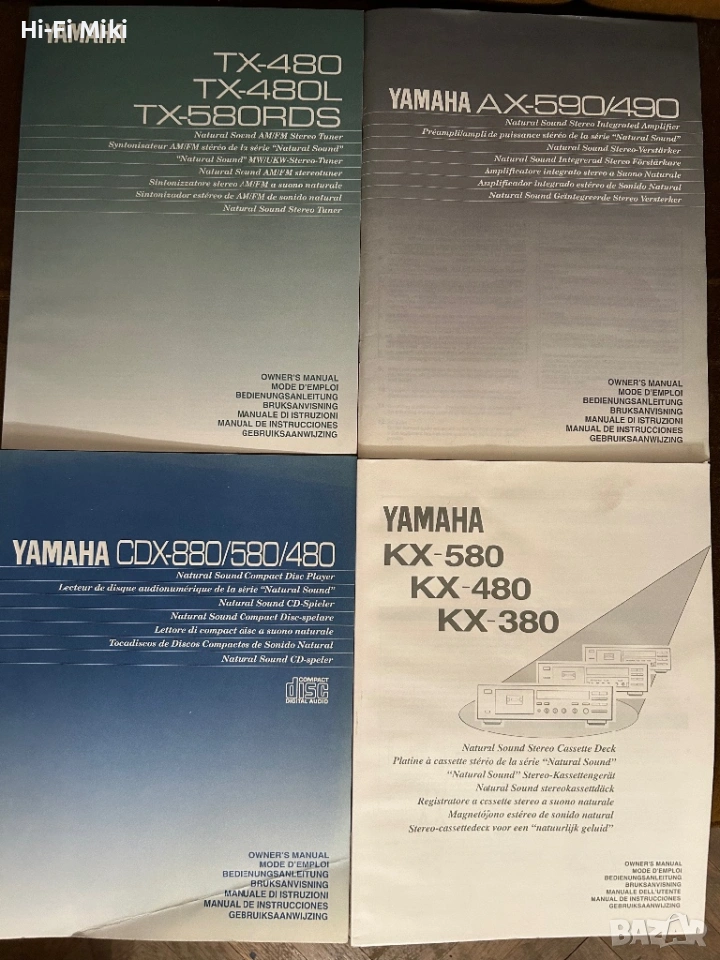 Hi-Fi Miki
YAMAHA
TX-480
TX-480L
TX-580RDS
Natural Sound AM/FM Stereo Tuner
Syntonisateur AM/FM stéréo de la série "Natural Sound"
"Natural Sound" MW/UKW-Stereo-Tuner
Natural Sound AM/FM stereotuner
Sintonizzatore stereo AM/FM a suono naturale
Sintonizador estéreo de AM/FM de sonido natural
Natural Sound Stereo Tuner
OWNER'S MANUAL
MODE D'EMPLOI
BEDIENUNGSANLEITUNG
BRUKSANVISNING
MANUALE DI ISTRUZIONI
MANUAL DE INSTRUCCIONES
GEBRUIKSAANWIJZING
YAMAHA AX-590/490
Natural Sound Stereo Integrated Amplifier
Préampli/ampli de puissance stéréo de la série "Natural Sound"
Natural Sound Stereo-Verstärker
Natural Sound Integrerad Stereo Förstärkare
Amplificatore integrato stereo a Suono Naturale
Amplificador integrado estéreo de Sonido Natural
Natural Sound Geïntegreerde Stereo Versterker
OWNER'S MANUAL
MODE D'EMPLOI
BEDIENUNGSANLEITUNG
BRUKSANVISNING
MANUALE DI ISTRUZIONI
MANUAL DE INSTRUCCIONES
GEBRUIKSAANWIJZING
YAMAHA CDX-880/580/480
Natural Sound Compact Disc Player
Lecteur de disque audionumérique de la série "Natural Sound"
Natural Sound CD-Spieler
Natural Sound Compact Disc-spelare
Lettore di compact disc a suono naturale
Tocadiscos de Discos Compactos de Sonido Natural
Natural Sound CD-speler
COMPACT
disc
DIGITAL AUDIO
OWNER'S MANUAL
MODE D'EMPLOI
BEDIENUNGSANLEITUNG
BRUKSANVISNING
MANUALE DI ISTRUZIONI
MANUAL DE INSTRUCCIONES
GEBRUIKSAANWIJZING
YAMAHA
KX-580
KX-480
KX-380
Natural Sound Stereo Cassette Deck
Platine à cassette stéréo de la série "Natural Sound"
"Natural Sound" Stereo-Kassettengerät
Natural Sound stereokassettdäck
Registratore a cassette stereo a suono naturale
Magnetófono estéreo de sonido natural
Stereo-cassettedeck voor een "natuurlijk geluid"
OWNER'S MANUAL
MODE D'EMPLOI
BEDIENUNGSANLEITUNG
BRUKSANVISNING
MANUALE DELL'UTENTE
MANUAL DE INSTRUCCIONES
GEBRUIKSAANWIJZING
BAZAR